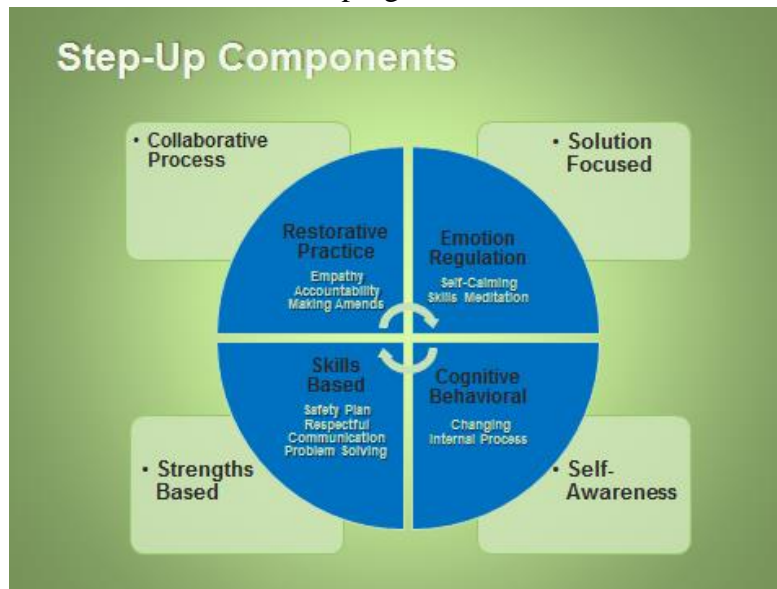 Step-Up Components
• Collaborative
Process
• Solution
Focused
Restorative
Practice
Empathy
Accountability
Making Amends
Emotion
Regulation
Self-Calming
Skills Meditation
Skills
Based
Safety Plan
Respectful
Communication
Problem Solving
Cognitive
Behavioral
Changing
Internal Process
• Strengths
Based
• Self-
Awareness